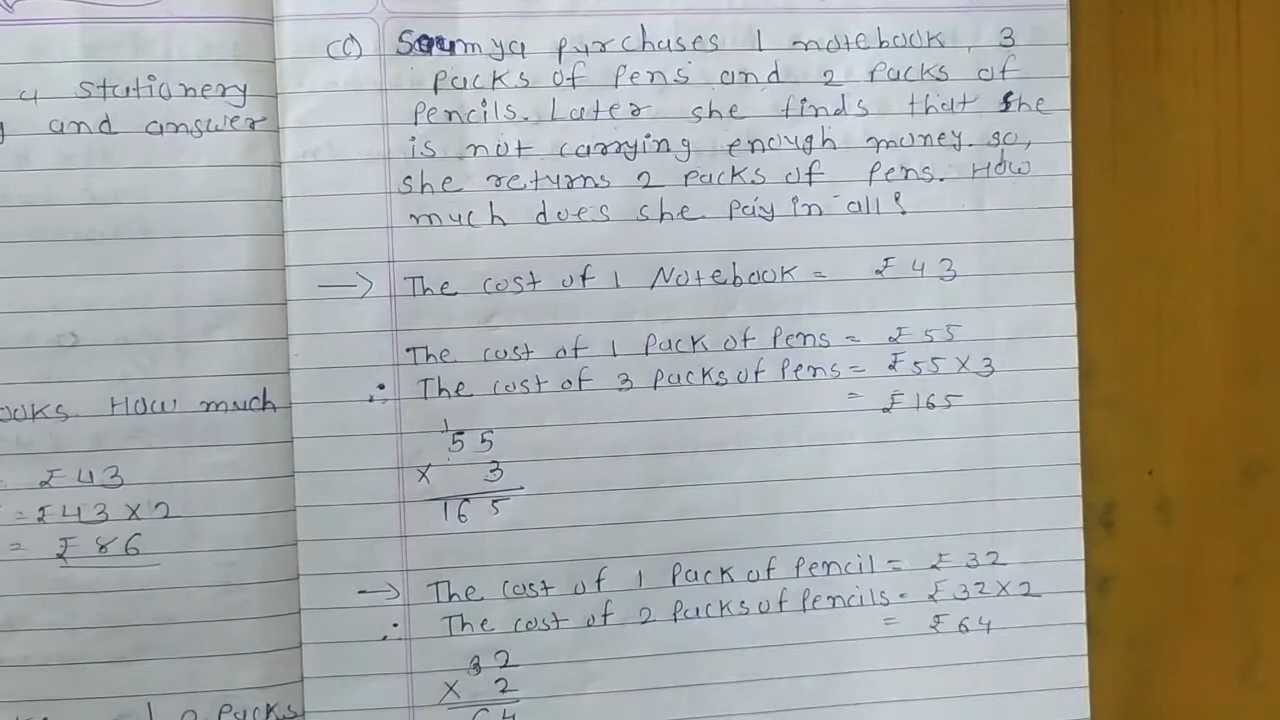 a stationery
and answer
ooks. How much
₹43
= ₹43 x 2
= ₹86
2 Packs
(c) Saumya purchases 1 notebook, 3
packs of pens and 2 packs of
pencils. Later she finds that she
is not carrying enough money. so,
she returns 2 packs of pens. How
much does she pay in all?
→ The cost of 1 Notebook = ₹43
The cost of 1 Pack of Pens = ₹55
∴ The cost of 3 packs of pens = ₹55 x 3
= ₹165
1
55
x 3
165
→ The cost of 1 Pack of Pencil = ₹32
∴ The cost of 2 Packs of Pencils = ₹32x2
= ₹64
32
x 2
64